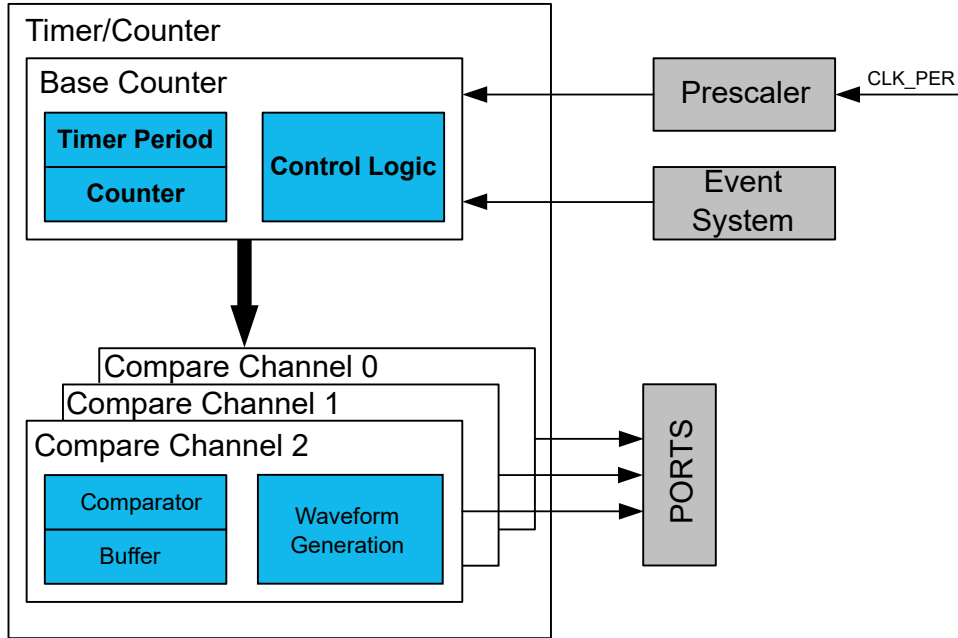 Timer/Counter
Base Counter
Timer Period
Counter
Control Logic
Prescaler
CLK_PER
Event
System
Compare Channel 0
Compare Channel 1
Compare Channel 2
Comparator
Buffer
Waveform
Generation
PORTS